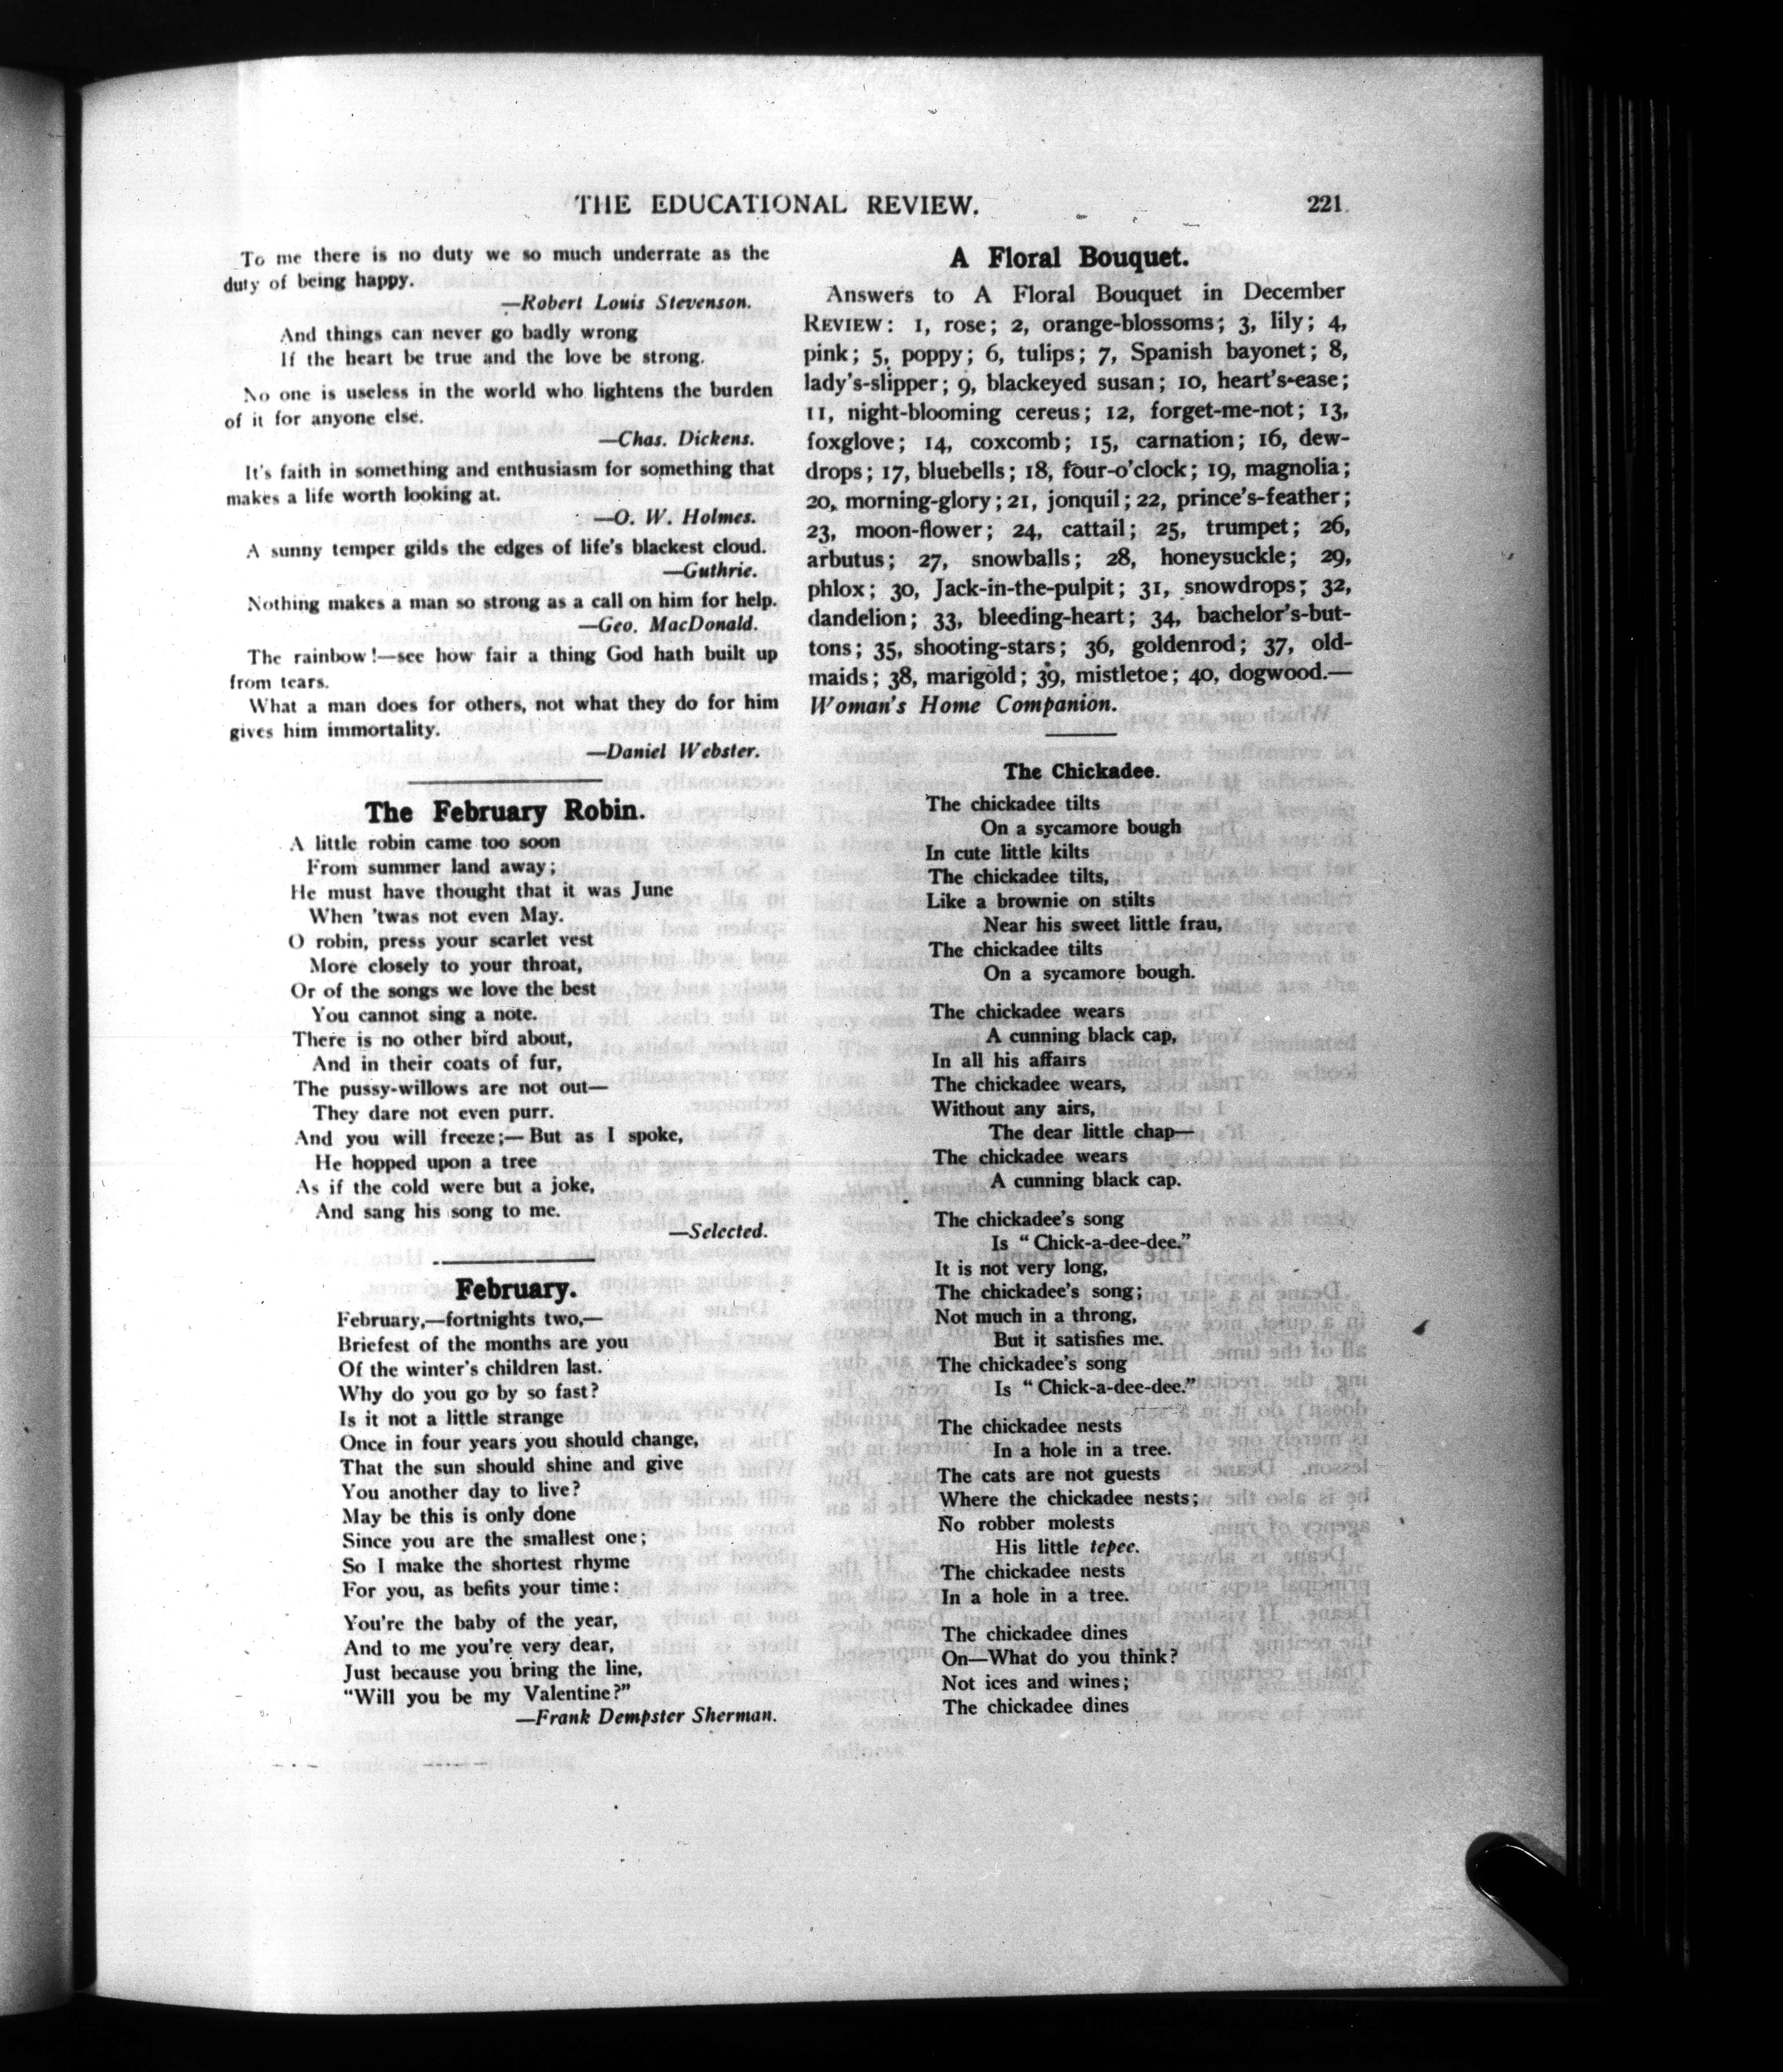 THE EDUCATIONAL REVIEW.
221
To me there is no duty we so much underrate as the
duty of being happy.
—Robert Louis Stevenson.
And things can never go badly wrong
If the heart be true and the love be strong.
No one is useless in the world who lightens the burden
of it for anyone else.
—Chas. Dickens.
It's faith in something and enthusiasm for something that
makes a life worth looking at.
—O. W. Holmes.
A sunny temper gilds the edges of life's blackest cloud.
—Guthrie.
Nothing makes a man so strong as a call on him for help.
—Geo. MacDonald.
The rainbow!—see how fair a thing God hath built up
from tears.
What a man does for others, not what they do for him
gives him immortality.
—Daniel Webster.
The February Robin.
A little robin came too soon
From summer land away;
He must have thought that it was June
When 'twas not even May.
O robin, press your scarlet vest
More closely to your throat,
Or of the songs we love the best
You cannot sing a note.
There is no other bird about,
And in their coats of fur,
The pussy-willows are not out—
They dare not even purr.
And you will freeze;—But as I spoke,
He hopped upon a tree
As if the cold were but a joke,
And sang his song to me.
—Selected.
February.
February,—fortnights two,—
Briefest of the months are you
Of the winter's children last.
Why do you go by so fast?
Is it not a little strange
Once in four years you should change,
That the sun should shine and give
You another day to live?
May be this is only done
Since you are the smallest one;
So I make the shortest rhyme
For you, as befits your time:
You're the baby of the year,
And to me you're very dear,
Just because you bring the line,
"Will you be my Valentine?"
—Frank Dempster Sherman.
A Floral Bouquet.
Answers to A Floral Bouquet in December
REVIEW: 1, rose; 2, orange-blossoms; 3, lily; 4,
pink; 5, poppy; 6, tulips; 7, Spanish bayonet; 8,
lady's-slipper; 9, blackeyed susan; 10, heart's-ease;
11, night-blooming cereus; 12, forget-me-not; 13,
foxglove; 14, coxcomb; 15, carnation; 16, dew-
drops; 17, bluebells; 18, four-o'clock; 19, magnolia;
20, morning-glory; 21, jonquil; 22, prince's-feather;
23, moon-flower; 24, cattail; 25, trumpet; 26,
arbutus; 27, snowballs; 28, honeysuckle; 29,
phlox; 30, Jack-in-the-pulpit; 31, snowdrops; 32,
dandelion; 33, bleeding-heart; 34, bachelor's-but-
tons; 35, shooting-stars; 36, goldenrod; 37, old-
maids; 38, marigold; 39, mistletoe; 40, dogwood.—
Woman's Home Companion.
The Chickadee.
The chickadee tilts
On a sycamore bough
In cute little kilts
The chickadee tilts,
Like a brownie on stilts
Near his sweet little frau,
The chickadee tilts
On a sycamore bough.
The chickadee wears
A cunning black cap,
In all his affairs
The chickadee wears,
Without any airs,
The dear little chap—
The chickadee wears
A cunning black cap.
The chickadee's song
Is "Chick-a-dee-dee."
It is not very long,
The chickadee's song;
Not much in a throng,
But it satisfies me.
The chickadee's song
Is "Chick-a-dee-dee."
The chickadee nests
In a hole in a tree.
The cats are not guests
Where the chickadee nests;
No robber molests
His little tepee.
The chickadee nests
In a hole in a tree.
The chickadee dines
On—What do you think?
Not ices and wines;
The chickadee dines